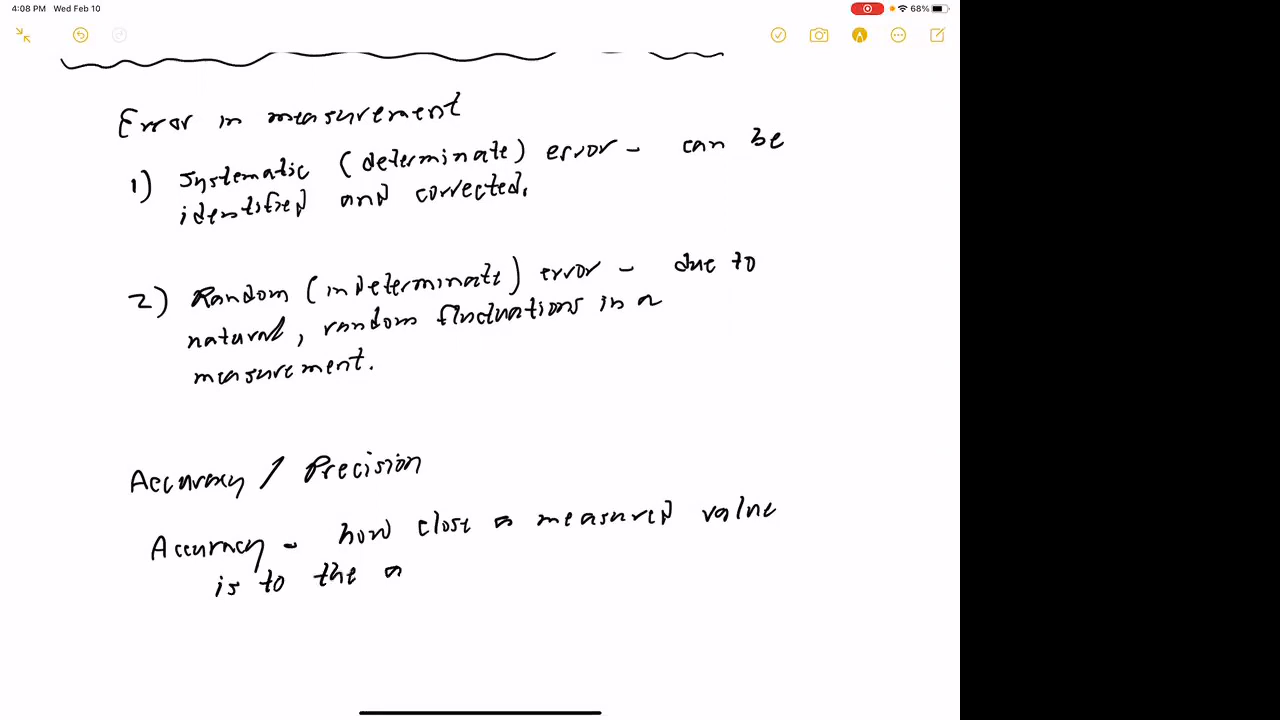 4:08 PM Wed Feb 10
68%
Error in measurement
1) Systematic (determinate) error - can be
identified and corrected.
2) Random (indeterminate) error - due to
natural, random fluctuations in a
measurement.
Accuracy / Precision
Accuracy - how close a measured value
is to the a